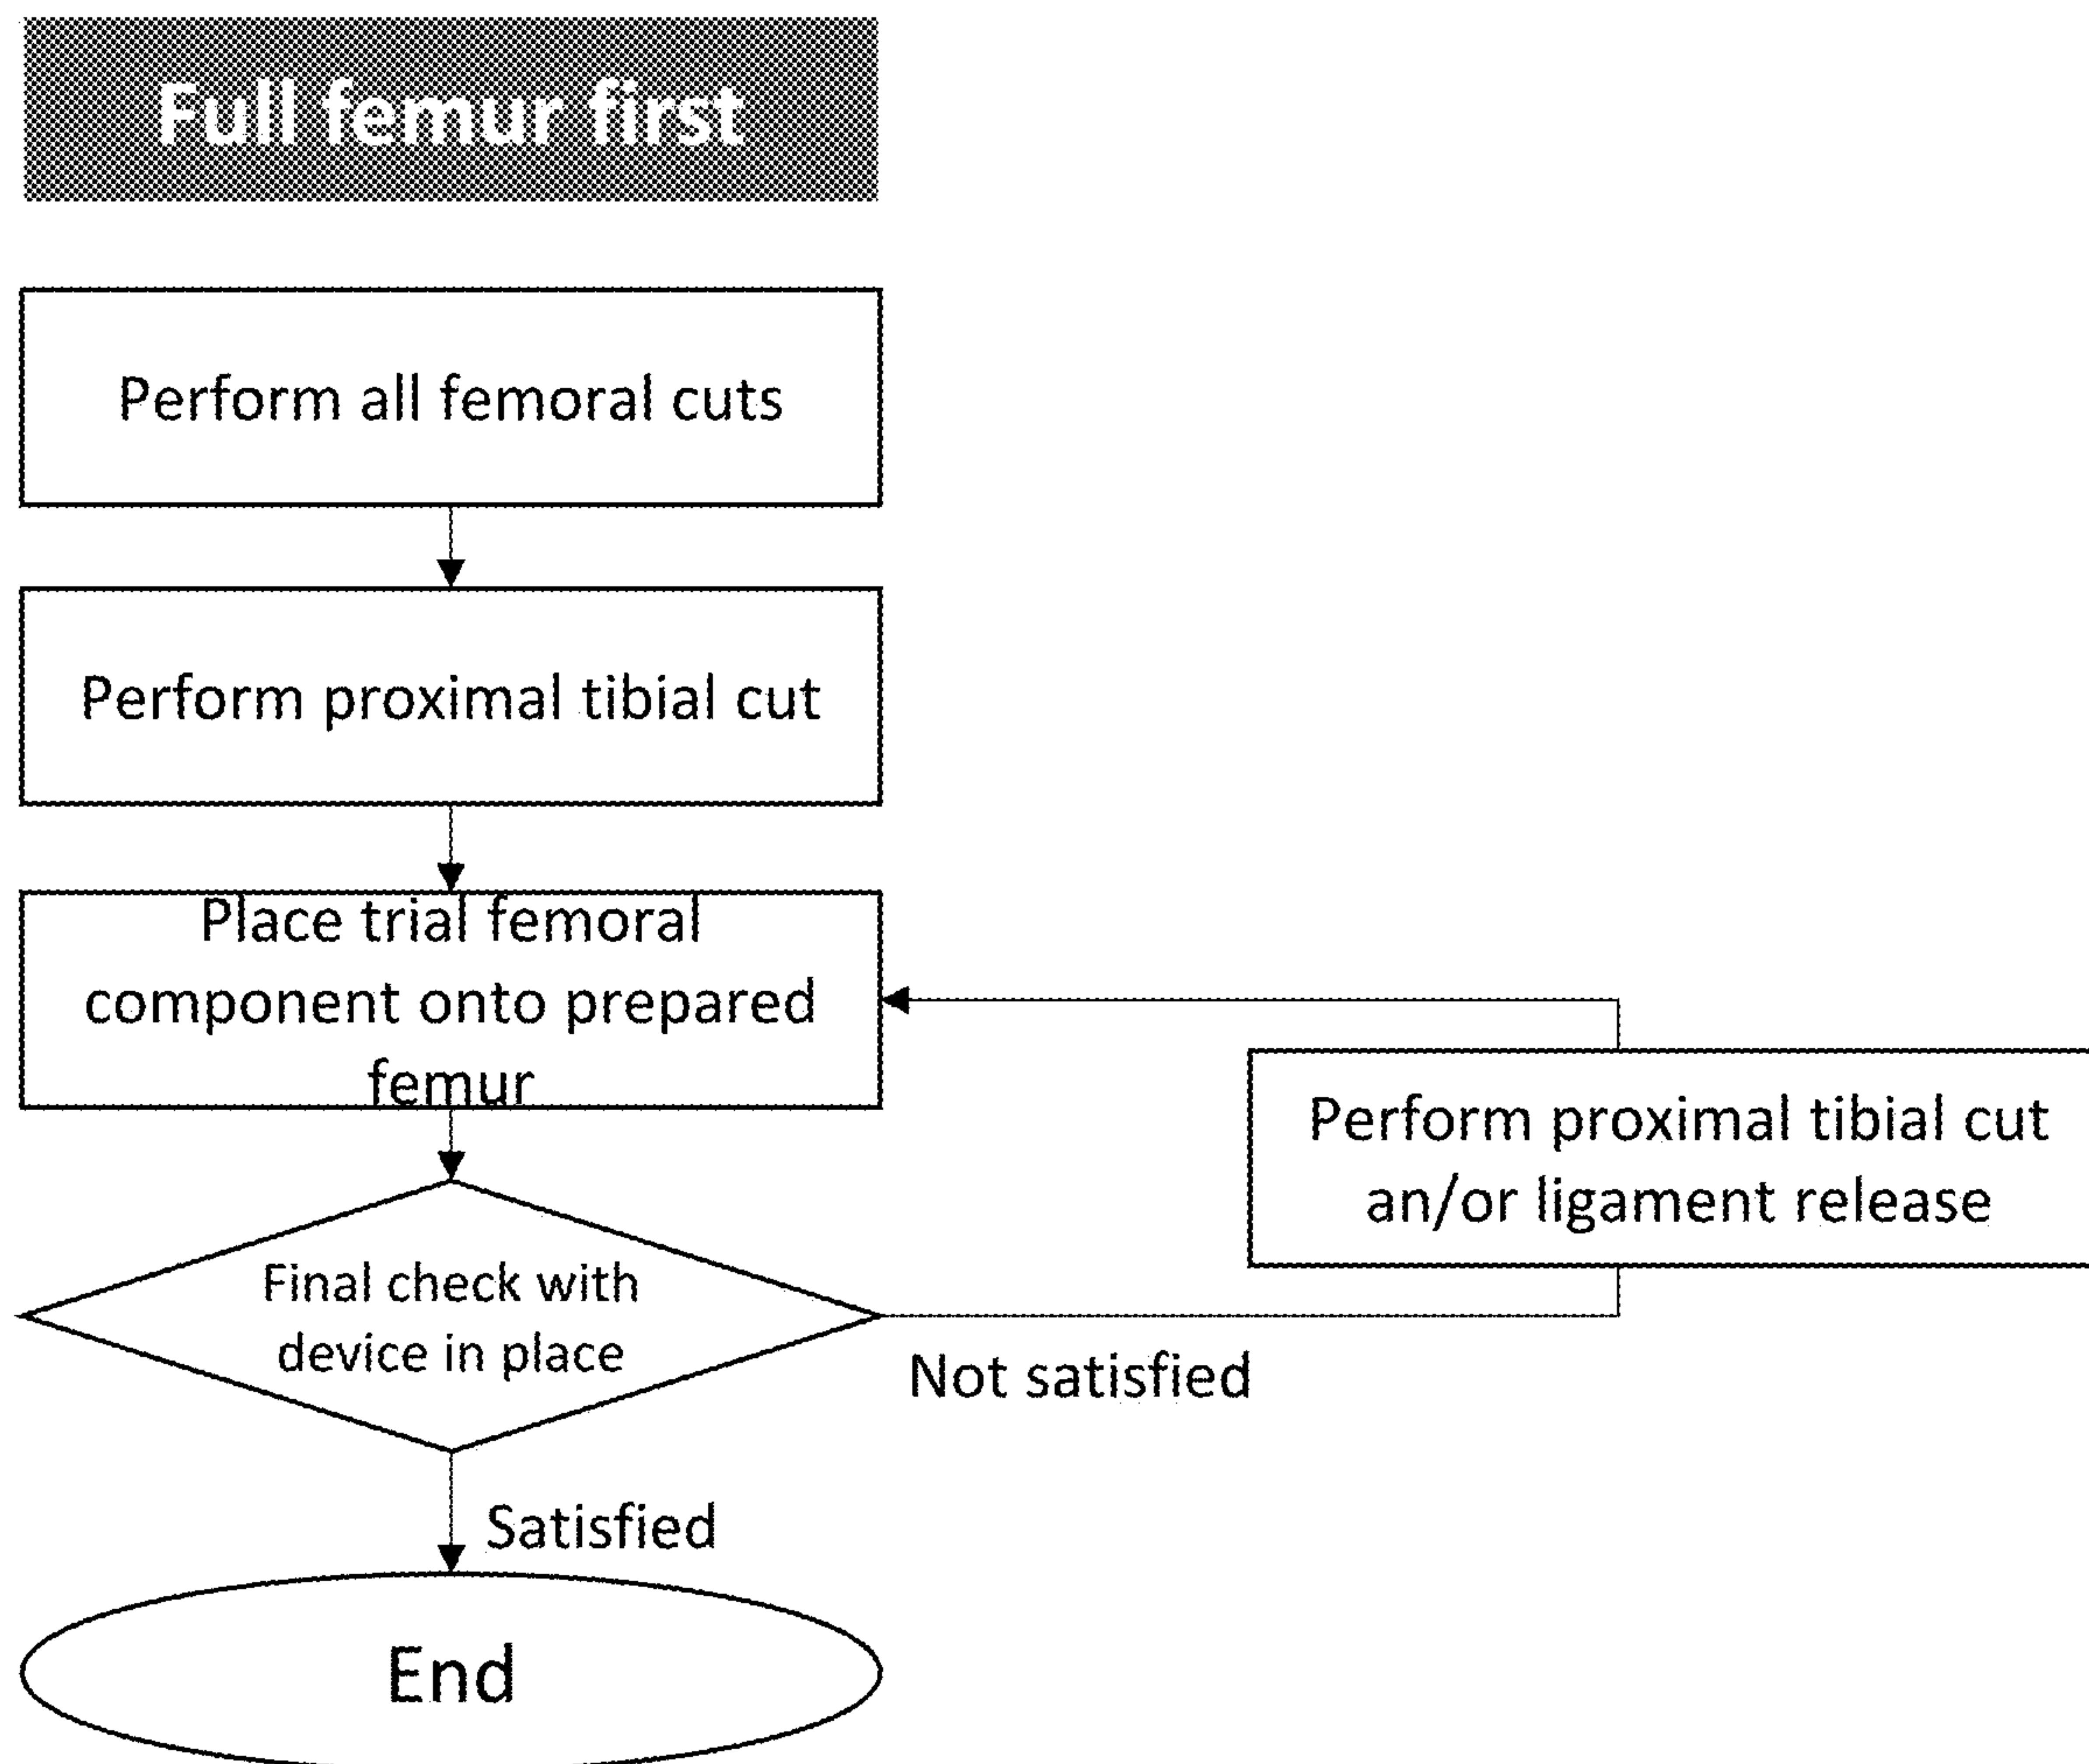 Full femur first
Perform all femoral cuts
Perform proximal tibial cut
Place trial femoral
component onto prepared
femur
Perform proximal tibial cut
an/or ligament release
Final check with
device in place
Not satisfied
Satisfied
End